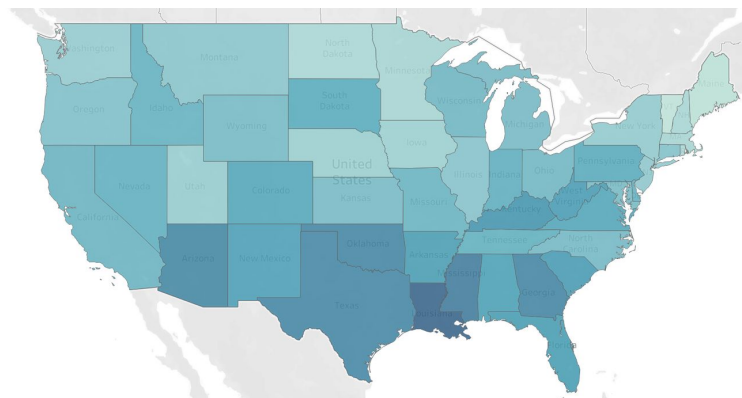 Washington
Montana
North
Dakota
Minnesota
Maine
Oregon
Idaho
South
Dakota
Wisconsin
Michigan
New York
Wyoming
Iowa
Nevada
Utah
Colorado
United
States
Kansas
Illinois
Indiana
Ohio
Pennsylvania
West
Virginia
California
Missouri
Kentucky
Arizona
New Mexico
Oklahoma
Arkansas
Tennessee
North
Carolina
Texas
Mississippi
Georgia